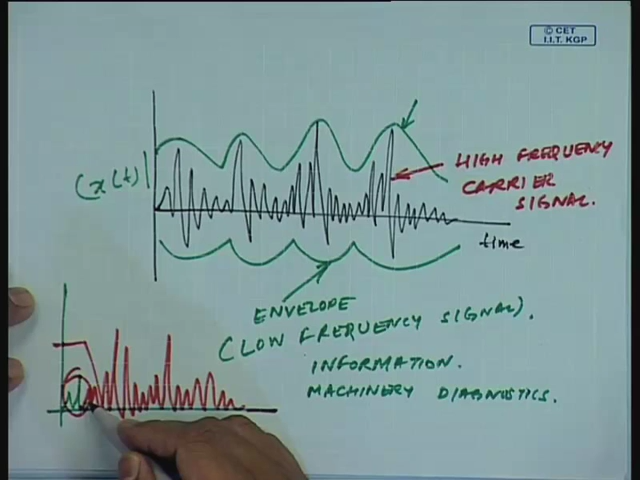 © CET
I.I.T. KGP
(x(t)|
HIGH FREQUENCY
CARRIER
SIGNAL.
time
ENVELOPE
(LOW FREQUENCY SIGNAL).
INFORMATION.
MACHINERY DIAGNOSTICS.